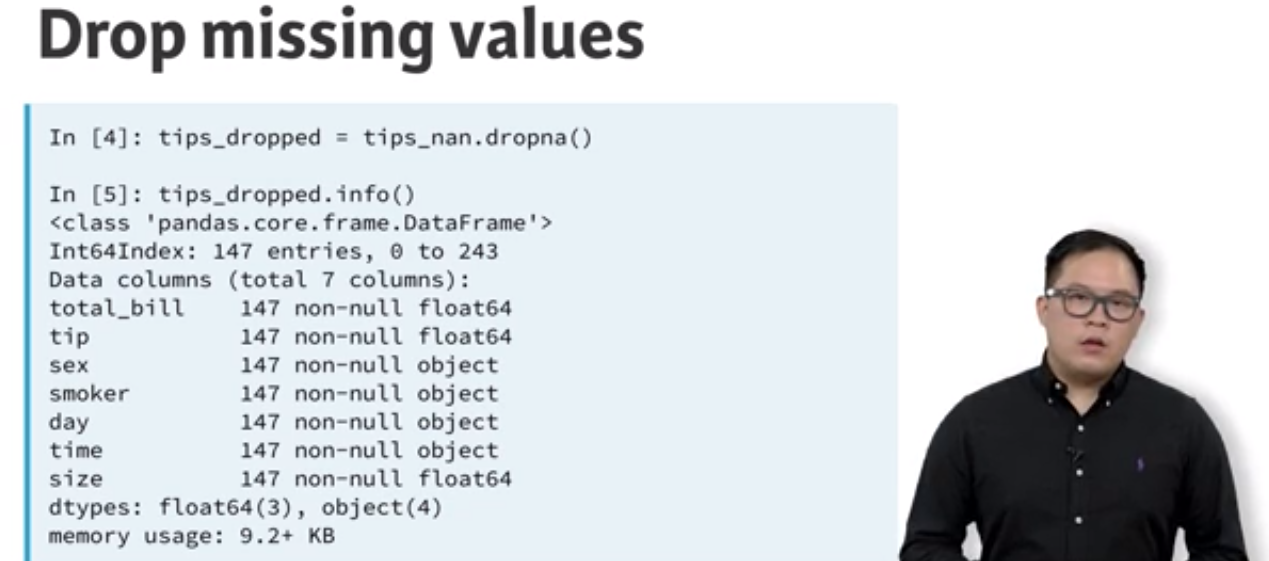 Drop missing values
In [4]: tips_dropped = tips_nan.dropna()
In [5]: tips_dropped.info()
<class 'pandas.core.frame.DataFrame'>
Int64Index: 147 entries, 0 to 243
Data columns (total 7 columns):
total_bill    147 non-null float64
tip           147 non-null float64
sex           147 non-null object
smoker        147 non-null object
day           147 non-null object
time          147 non-null object
size          147 non-null float64
dtypes: float64(3), object(4)
memory usage: 9.2+ KB